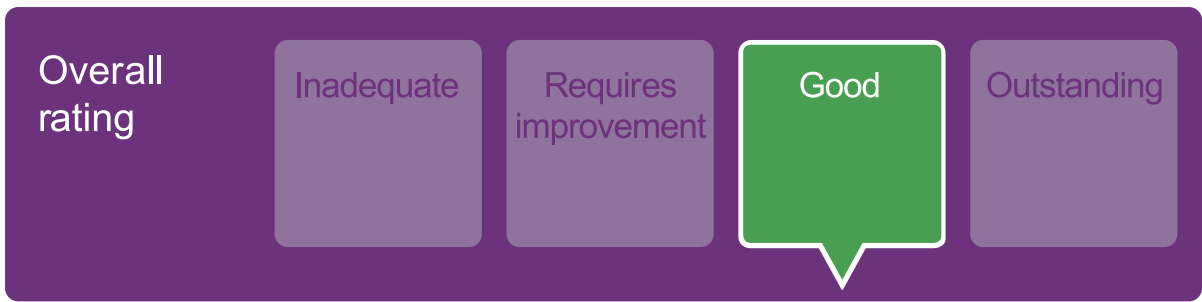 Overall
rating
Inadequate
Requires
improvement
Good
Outstanding